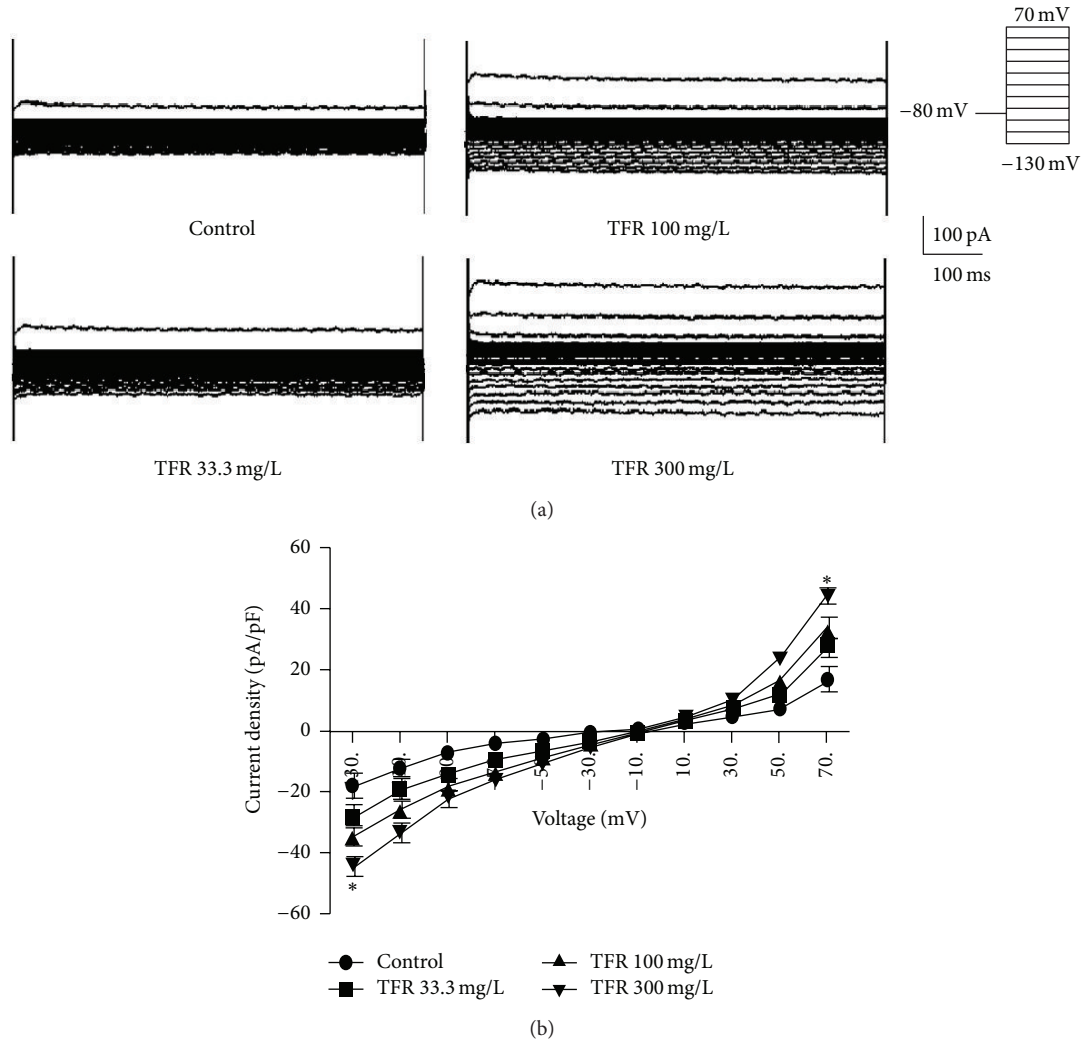 70 mV
−80 mV
−130 mV
Control
TFR 100 mg/L
100 pA
100 ms
TFR 33.3 mg/L
TFR 300 mg/L
(a)
60
40
20
0
−20
−40
−60
Current density (pA/pF)
−30.
−10.
10.
30.
50.
70.
Voltage (mV)
*
*
Control
TFR 33.3 mg/L
TFR 100 mg/L
TFR 300 mg/L
(b)